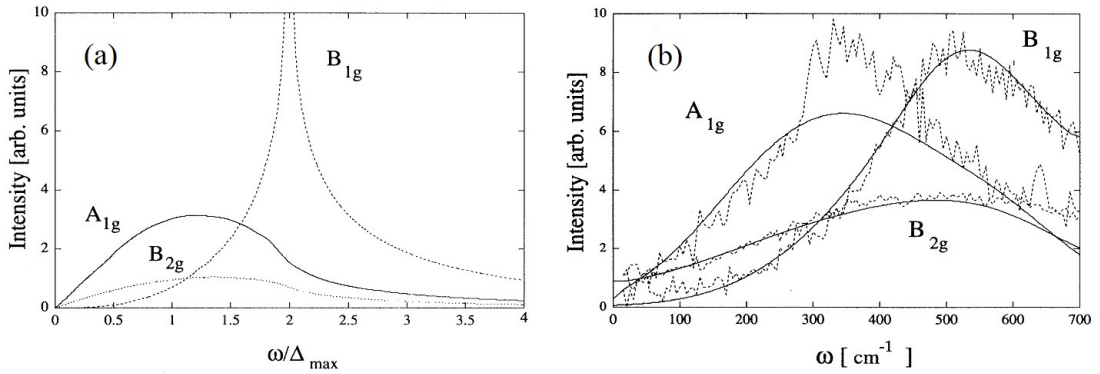 10
8
6
4
2
0
Intensity [arb. units]
(a)
B1g
A1g
B2g
0 0.5 1 1.5 2 2.5 3 3.5 4
ω/Δmax
10
8
6
4
2
0
Intensity [arb. units]
(b)
B1g
A1g
B2g
0 100 200 300 400 500 600 700
ω [ cm-1 ]